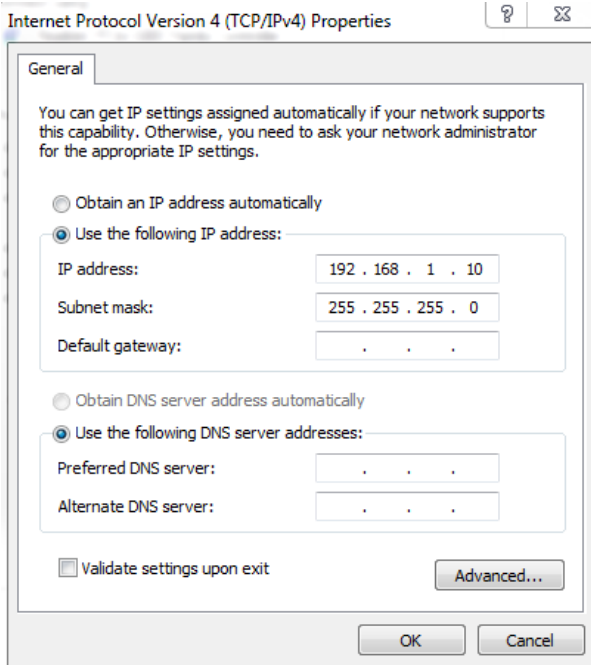 Internet Protocol Version 4 (TCP/IPv4) Properties
General
You can get IP settings assigned automatically if your network supports
this capability. Otherwise, you need to ask your network administrator
for the appropriate IP settings.
Obtain an IP address automatically
Use the following IP address:
IP address: 192 . 168 . 1 . 10
Subnet mask: 255 . 255 . 255 . 0
Default gateway: . . .
Obtain DNS server address automatically
Use the following DNS server addresses:
Preferred DNS server: . . .
Alternate DNS server: . . .
Validate settings upon exit
Advanced...
OK Cancel